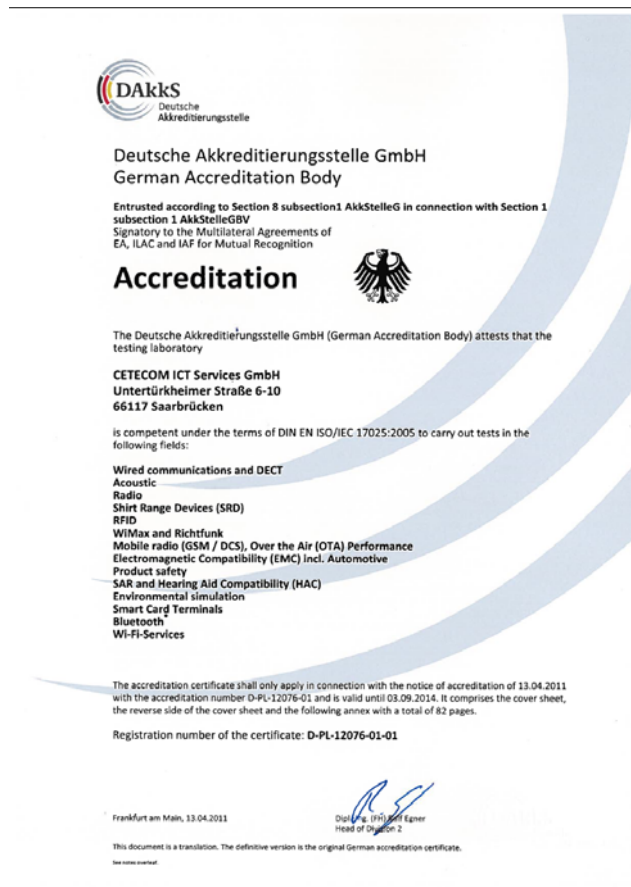 DAkkS
Deutsche
Akkreditierungsstelle
Deutsche Akkreditierungsstelle GmbH
German Accreditation Body
Entrusted according to Section 8 subsection1 AkkStelleG in connection with Section 1
subsection 1 AkkStelleGBV
Signatory to the Multilateral Agreements of
EA, ILAC and IAF for Mutual Recognition
Accreditation
The Deutsche Akkreditierungsstelle GmbH (German Accreditation Body) attests that the
testing laboratory
CETECOM ICT Services GmbH
Untertürkheimer Straße 6-10
66117 Saarbrücken
is competent under the terms of DIN EN ISO/IEC 17025:2005 to carry out tests in the
following fields:
Wired communications and DECT
Acoustic
Radio
Shirt Range Devices (SRD)
RFID
WiMax and Richtfunk
Mobile radio (GSM / DCS), Over the Air (OTA) Performance
Electromagnetic Compatibility (EMC) incl. Automotive
Product safety
SAR and Hearing Aid Compatibility (HAC)
Environmental simulation
Smart Card Terminals
Bluetooth
Wi-Fi-Services
The accreditation certificate shall only apply in connection with the notice of accreditation of 13.04.2011
with the accreditation number D-PL-12076-01 and is valid until 03.09.2014. It comprises the cover sheet,
the reverse side of the cover sheet and the following annex with a total of 82 pages.
Registration number of the certificate: D-PL-12076-01-01
Frankfurt am Main, 13.04.2011
Dipl.-Ing. (FH) Ralf Egner
Head of Division 2
This document is a translation. The definitive version is the original German accreditation certificate.
See notes overleaf.